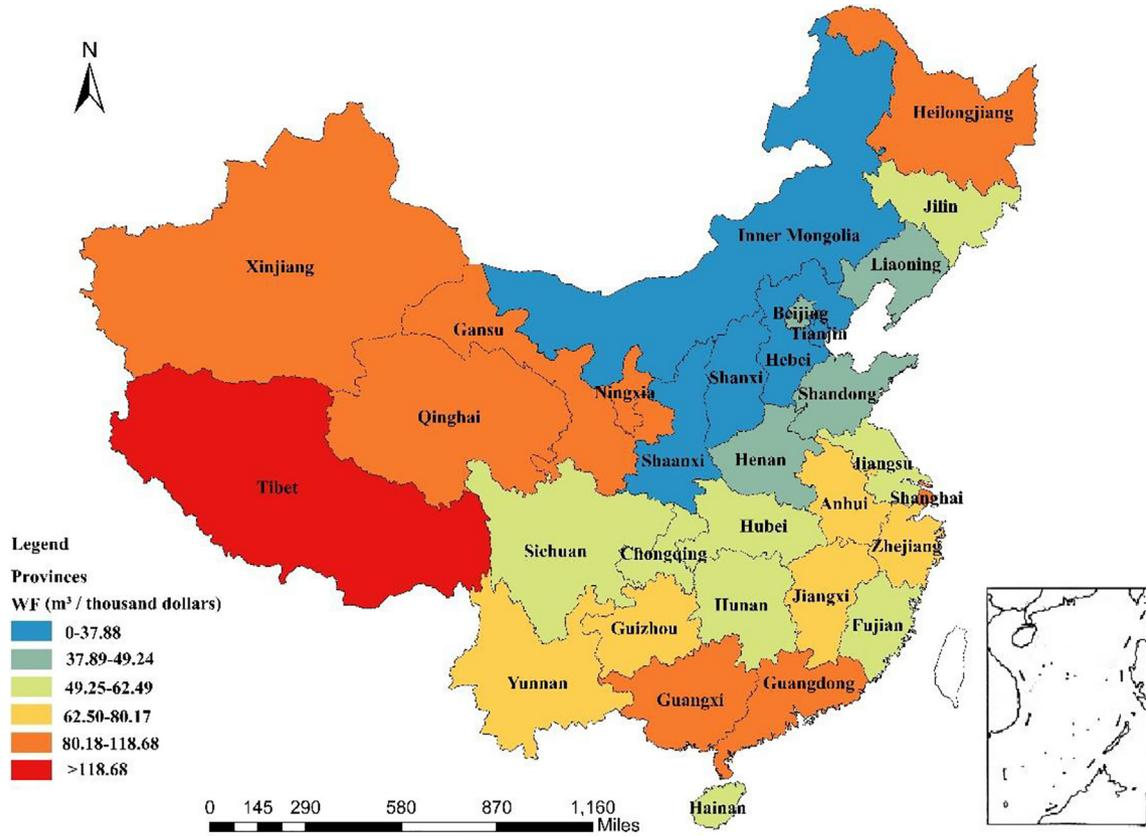 N
Heilongjiang
Jilin
Inner Mongolia
Liaoning
Xinjiang
Beijing
Tianjin
Gansu
Hebei
Shanxi
Ningxia
Shandong
Qinghai
Shaanxi
Henan
Jiangsu
Tibet
Shanghai
Anhui
Hubei
Zhejiang
Sichuan
Chongqing
Hunan
Jiangxi
Fujian
Guizhou
Yunnan
Guangdong
Guangxi
Hainan
Legend
Provinces
WF (m³ / thousand dollars)
0-37.88
37.89-49.24
49.25-62.49
62.50-80.17
80.18-118.68
>118.68
0 145 290 580 870 1,160
Miles